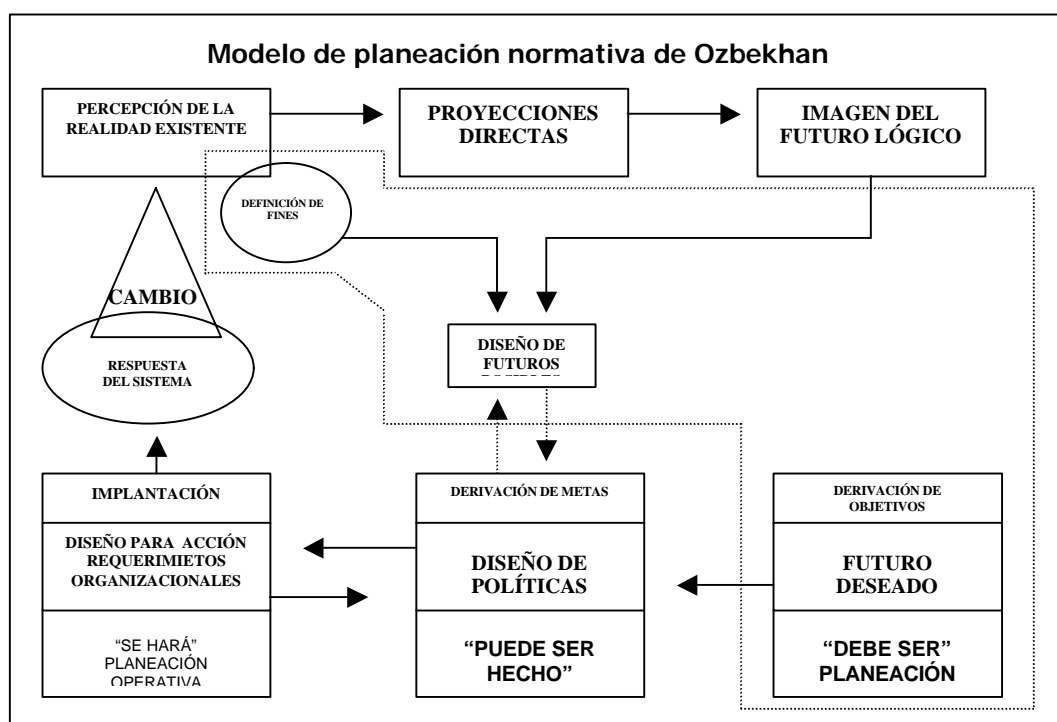 Modelo de planeación normativa de Ozbekhan
PERCEPCIÓN DE LA
REALIDAD EXISTENTE
PROYECCIONES
DIRECTAS
IMAGEN DEL
FUTURO LÓGICO
DEFINICIÓN DE
FINES
CAMBIO
RESPUESTA
DEL SISTEMA
DISEÑO DE
FUTUROS
IMPLANTACIÓN
DISEÑO PARA ACCIÓN
REQUERIMIETOS
ORGANIZACIONALES
“SE HARÁ”
PLANEACIÓN
OPERATIVA
DERIVACIÓN DE METAS
DISEÑO DE
POLÍTICAS
“PUEDE SER
HECHO”
DERIVACIÓN DE
OBJETIVOS
FUTURO
DESEADO
“DEBE SER”
PLANEACIÓN